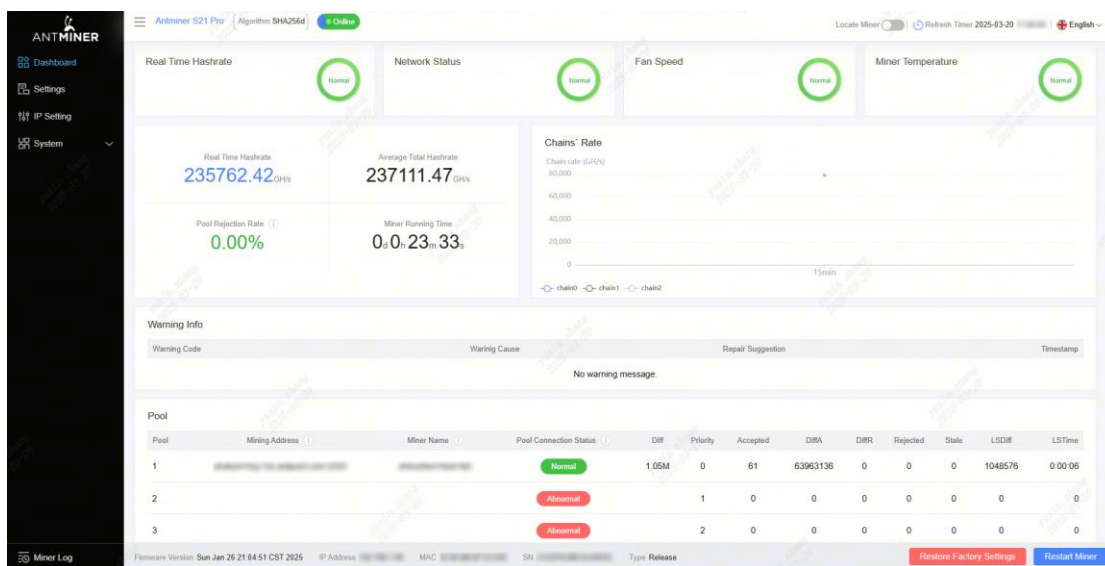 ANTMINER
Antminer S21 Pro Algorithm SHA256d Online
Locate Miner Refresh Timer 2025-03-20 English
Dashboard
Settings
IP Setting
System
Real Time Hashrate Normal
Network Status Normal
Fan Speed Normal
Miner Temperature Normal
Real Time Hashrate
235762.42GH/s
Average Total Hashrate
237111.47GH/s
Pool Rejection Rate
0.00%
Miner Running Time
0d 0h 23m 33s
Chains' Rate
Chain rate (GH/s)
80,000
60,000
40,000
20,000
0
15min
chain0 chain1 chain2
Warning Info
Warning Code Warinig Cause Repair Suggestion Timestamp
No warning message.
Pool
Pool Mining Address Miner Name Pool Connection Status Diff Priority Accepted DiffA DiffR Rejected Stale LSDiff LSTime
1 Normal 1.05M 0 61 63963136 0 0 0 1048576 0:00:06
2 Abnormal 1 0 0 0 0 0 0 0
3 Abnormal 2 0 0 0 0 0 0 0
Miner Log
Firmware Version Sun Jan 26 21:04:51 CST 2025 IP Address MAC SN Type Release
Restore Factory Settings
Restart Miner